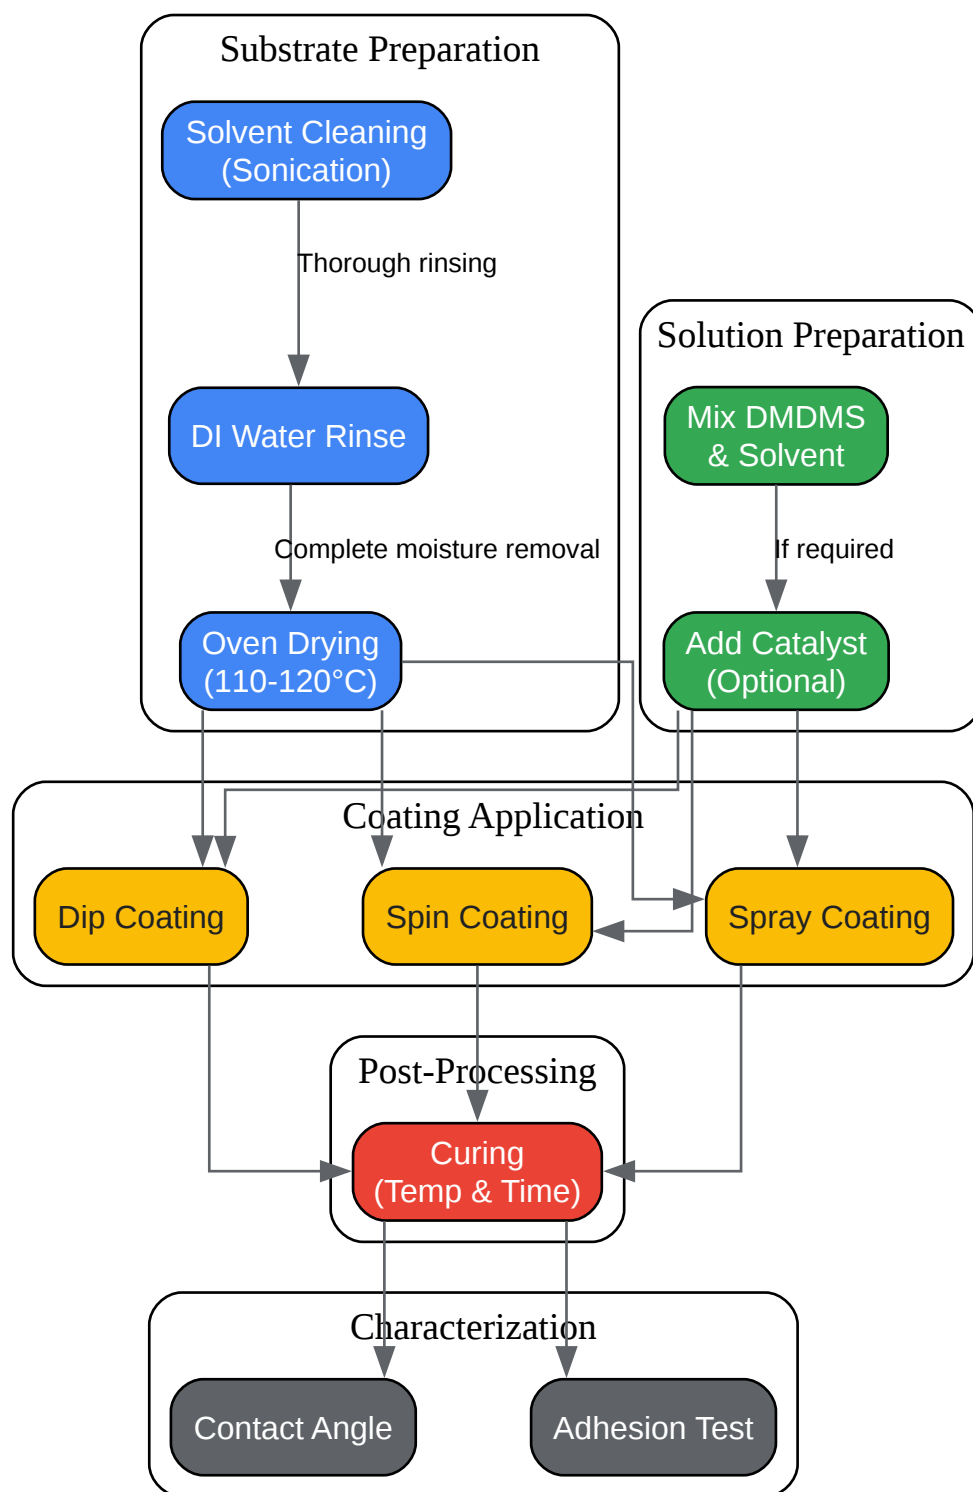 Substrate Preparation
Solvent Cleaning
(Sonication)
Thorough rinsing
DI Water Rinse
Complete moisture removal
Oven Drying
(110-120°C)
Solution Preparation
Mix DMDMS
& Solvent
If required
Add Catalyst
(Optional)
Coating Application
Dip Coating
Spin Coating
Spray Coating
Post-Processing
Curing
(Temp & Time)
Characterization
Contact Angle
Adhesion Test